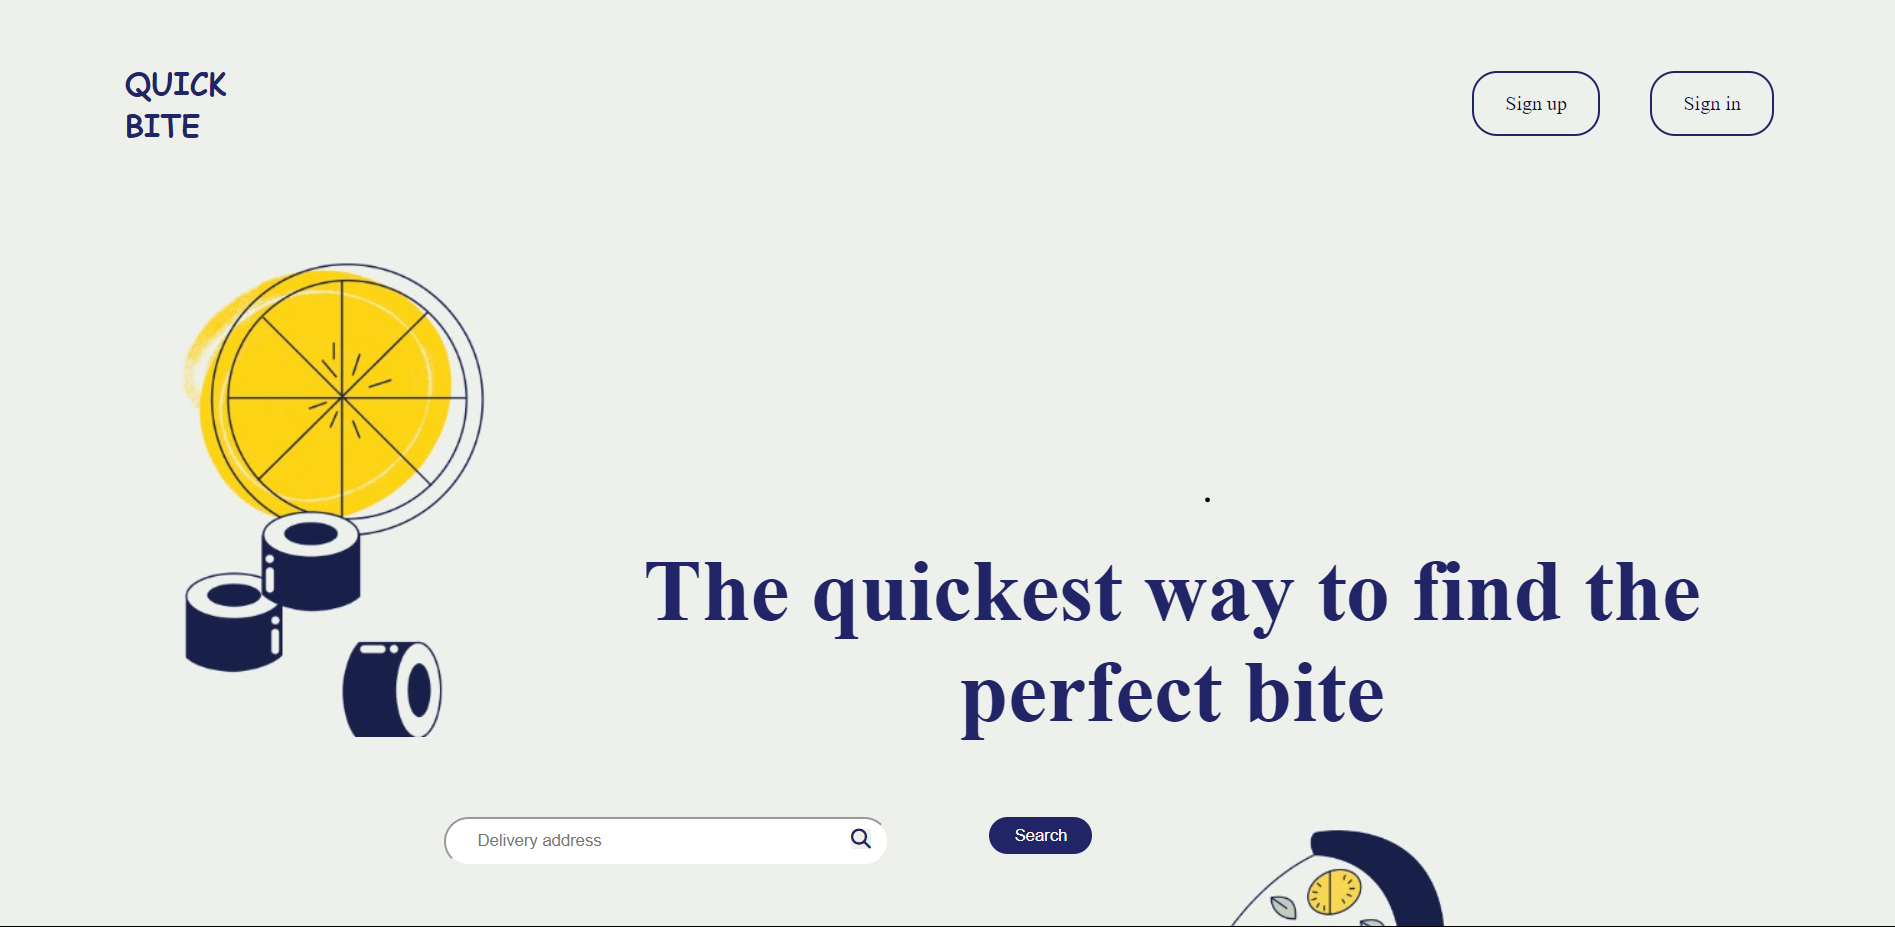 QUICK
BITE
Sign up
Sign in
The quickest way to find the
perfect bite
Delivery address
Search